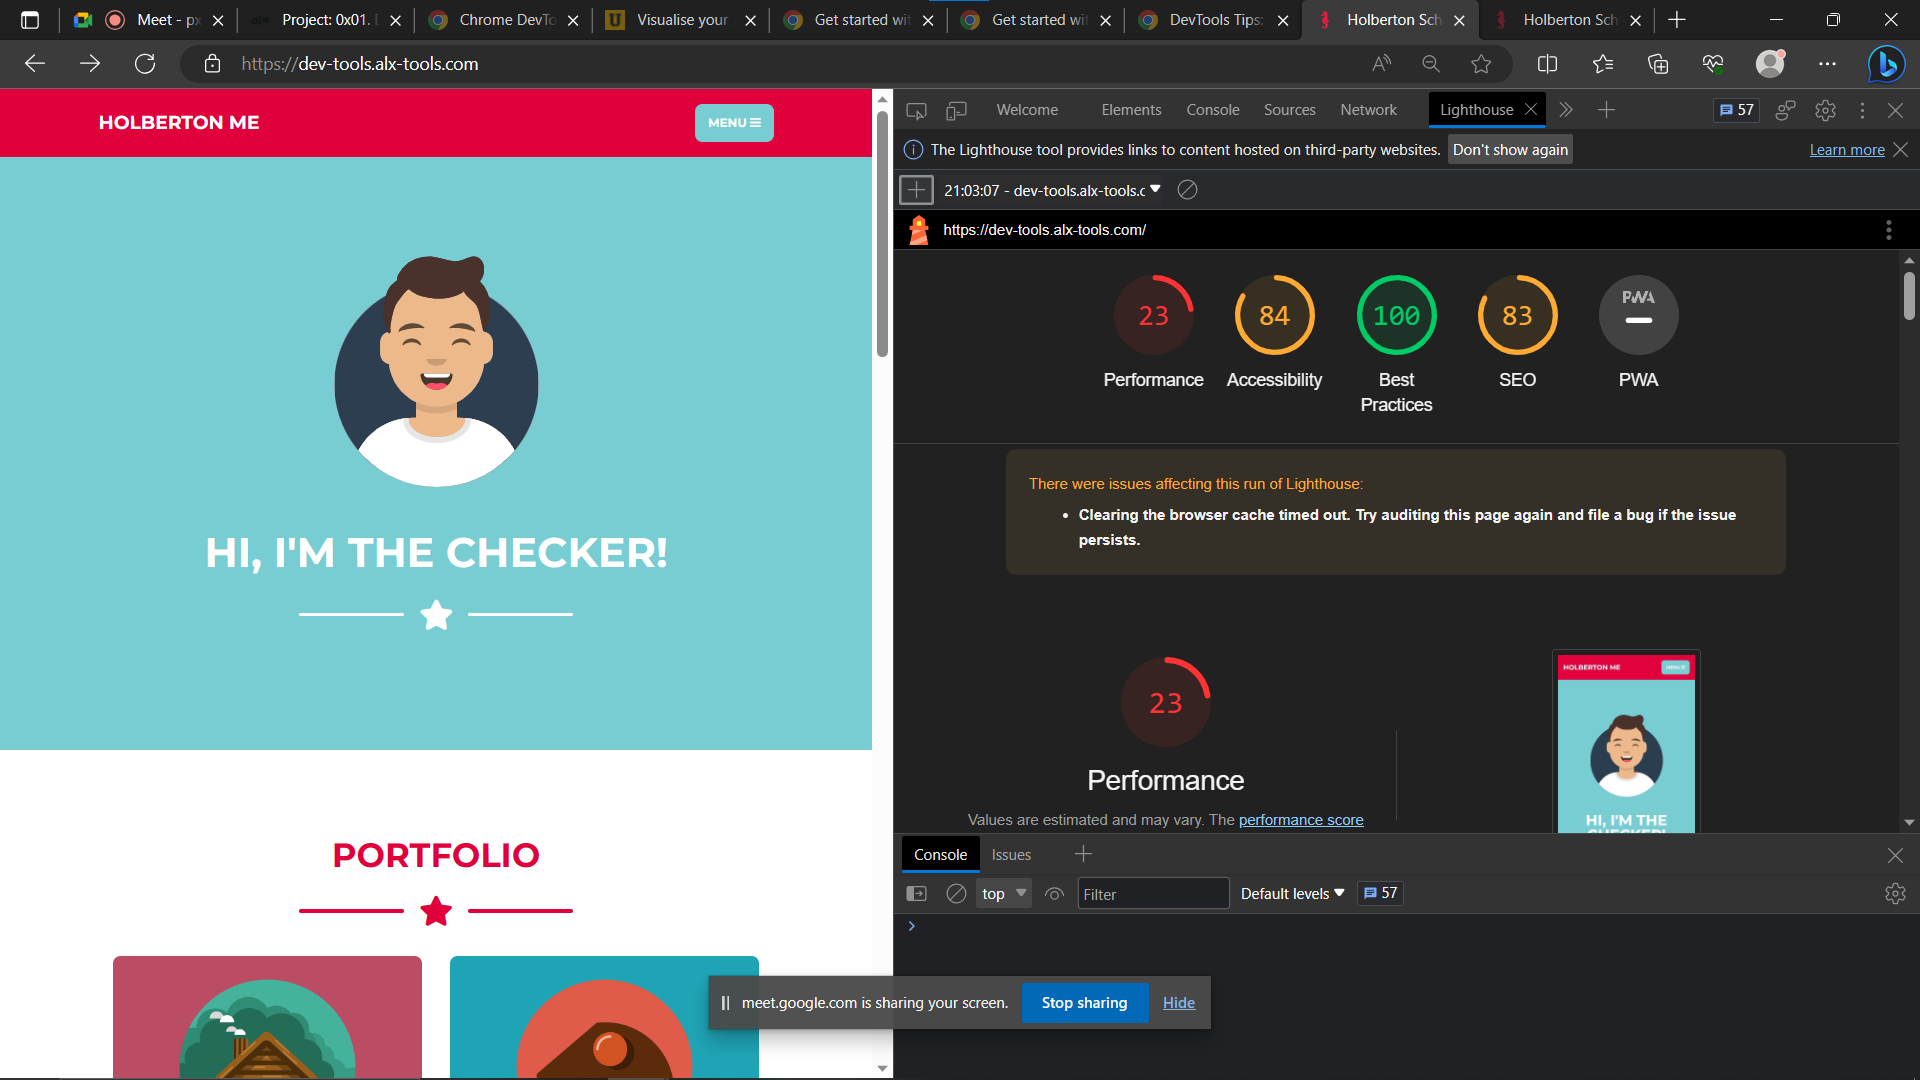 Meet - px
Project: 0x01.
Chrome DevTo
Visualise your
Get started wit
Get started wit
DevTools Tips:
Holberton Sch
Holberton Sch
https://dev-tools.alx-tools.com
HOLBERTON ME
MENU
HI, I'M THE CHECKER!
PORTFOLIO
Welcome
Elements
Console
Sources
Network
Lighthouse
57
The Lighthouse tool provides links to content hosted on third-party websites.
Don't show again
Learn more
21:03:07 - dev-tools.alx-tools.c
https://dev-tools.alx-tools.com/
23
84
100
83
PWA
Performance
Accessibility
Best
Practices
SEO
PWA
There were issues affecting this run of Lighthouse:
• Clearing the browser cache timed out. Try auditing this page again and file a bug if the issue
persists.
23
Performance
Values are estimated and may vary. The performance score
HOLBERTON ME
MENU
HI, I'M THE
CHECKER!
Console
Issues
top
Filter
Default levels
57
meet.google.com is sharing your screen.
Stop sharing
Hide